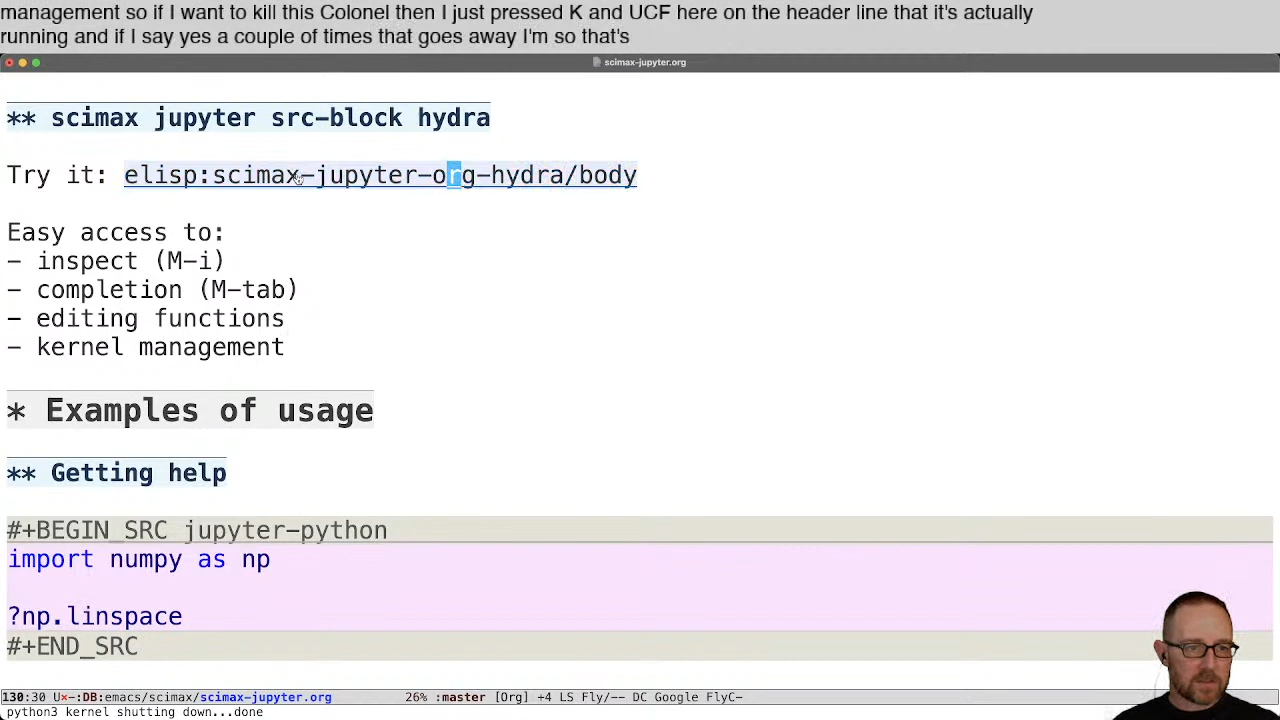 management so if I want to kill this Colonel then I just pressed K and UCF here on the header line that it's actually
running and if I say yes a couple of times that goes away I'm so that's
scimax-jupyter.org
** scimax jupyter src-block hydra
Try it: elisp:scimax-jupyter-org-hydra/body
Easy access to:
- inspect (M-i)
- completion (M-tab)
- editing functions
- kernel management
* Examples of usage
** Getting help
#+BEGIN_SRC jupyter-python
import numpy as np
?np.linspace
#+END_SRC
130:30 U×-:DB:emacs/scimax/scimax-jupyter.org 26% :master [Org] +4 LS Fly/-- DC Google FlyC-
python3 kernel shutting down...done